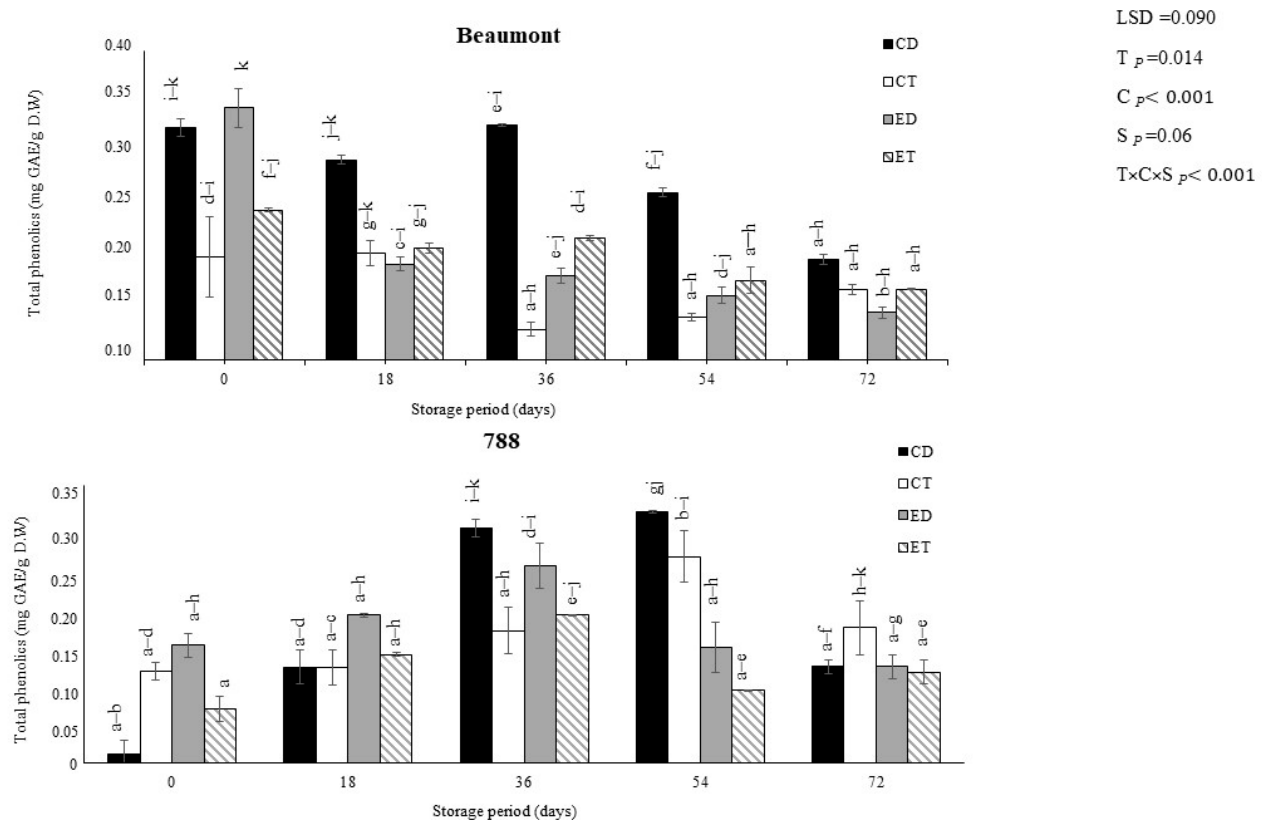 Beaumont
LSD =0.090
T P=0.014
C P< 0.001
S P=0.06
T×C×S P< 0.001
CD
CT
ED
ET
Total phenolics (mg GAE/g D.W)
0.40
0.35
0.30
0.25
0.20
0.15
0.10
i–k
d–i
k
f–j
j–k
g–k
c–i
g–j
e–i
a–h
e–j
d–i
f–j
a–h
d–j
a–h
a–h
a–h
b–h
a–h
0 18 36 54 72
Storage period (days)
788
CD
CT
ED
ET
Total phenolics (mg GAE/g D.W)
0.35
0.30
0.25
0.20
0.15
0.10
0.05
0
a–b
a–d
a–h
a
a–d
a–c
a–h
a–h
i–k
a–h
d–i
e–j
gj
b–i
a–h
a–e
a–f
h–k
a–g
a–e
0 18 36 54 72
Storage period (days)